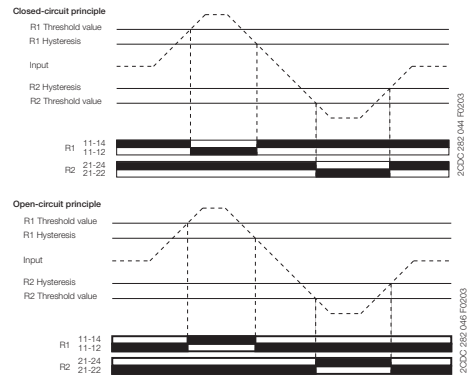 Closed-circuit principle
R1 Threshold value
R1 Hysteresis
Input
R2 Hysteresis
R2 Threshold value
R1 11-14
11-12
R2 21-24
21-22
2CDC 282 044 F0203
Open-circuit principle
R1 Threshold value
R1 Hysteresis
Input
R2 Hysteresis
R2 Threshold value
R1 11-14
11-12
R2 21-24
21-22
2CDC 282 046 F0203